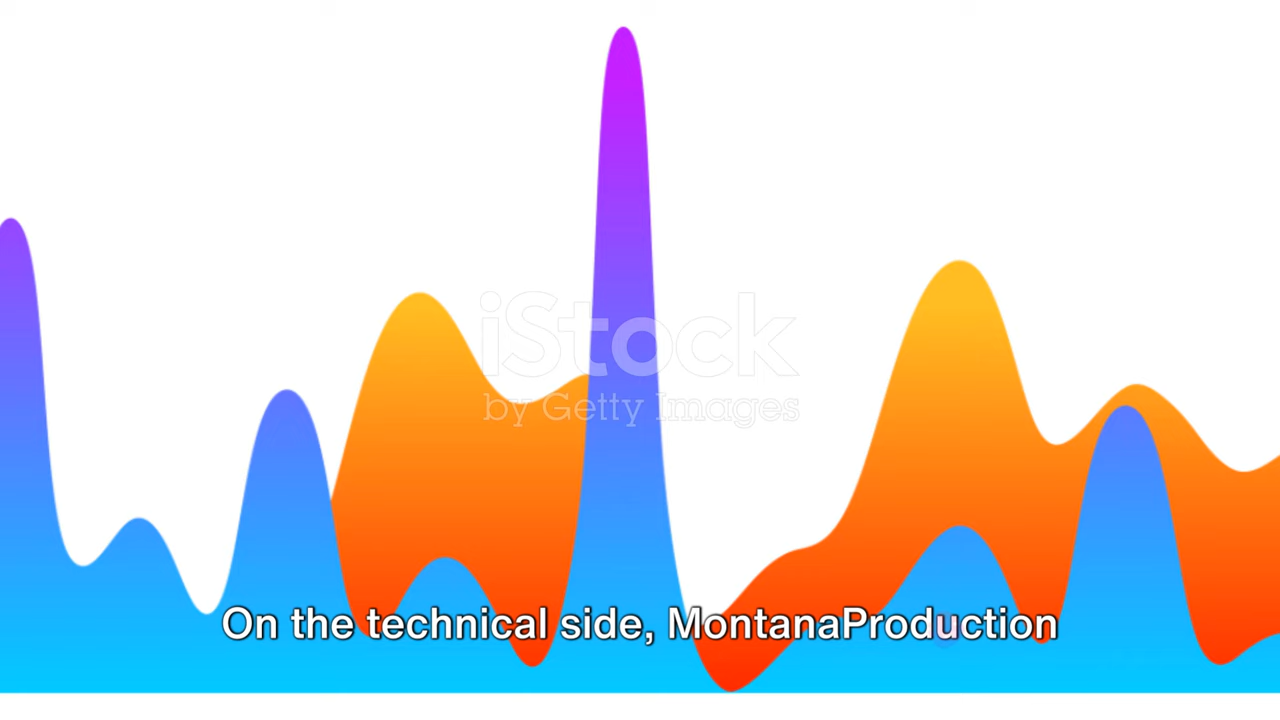 iStock
by Getty Images
On the technical side, MontanaProduction